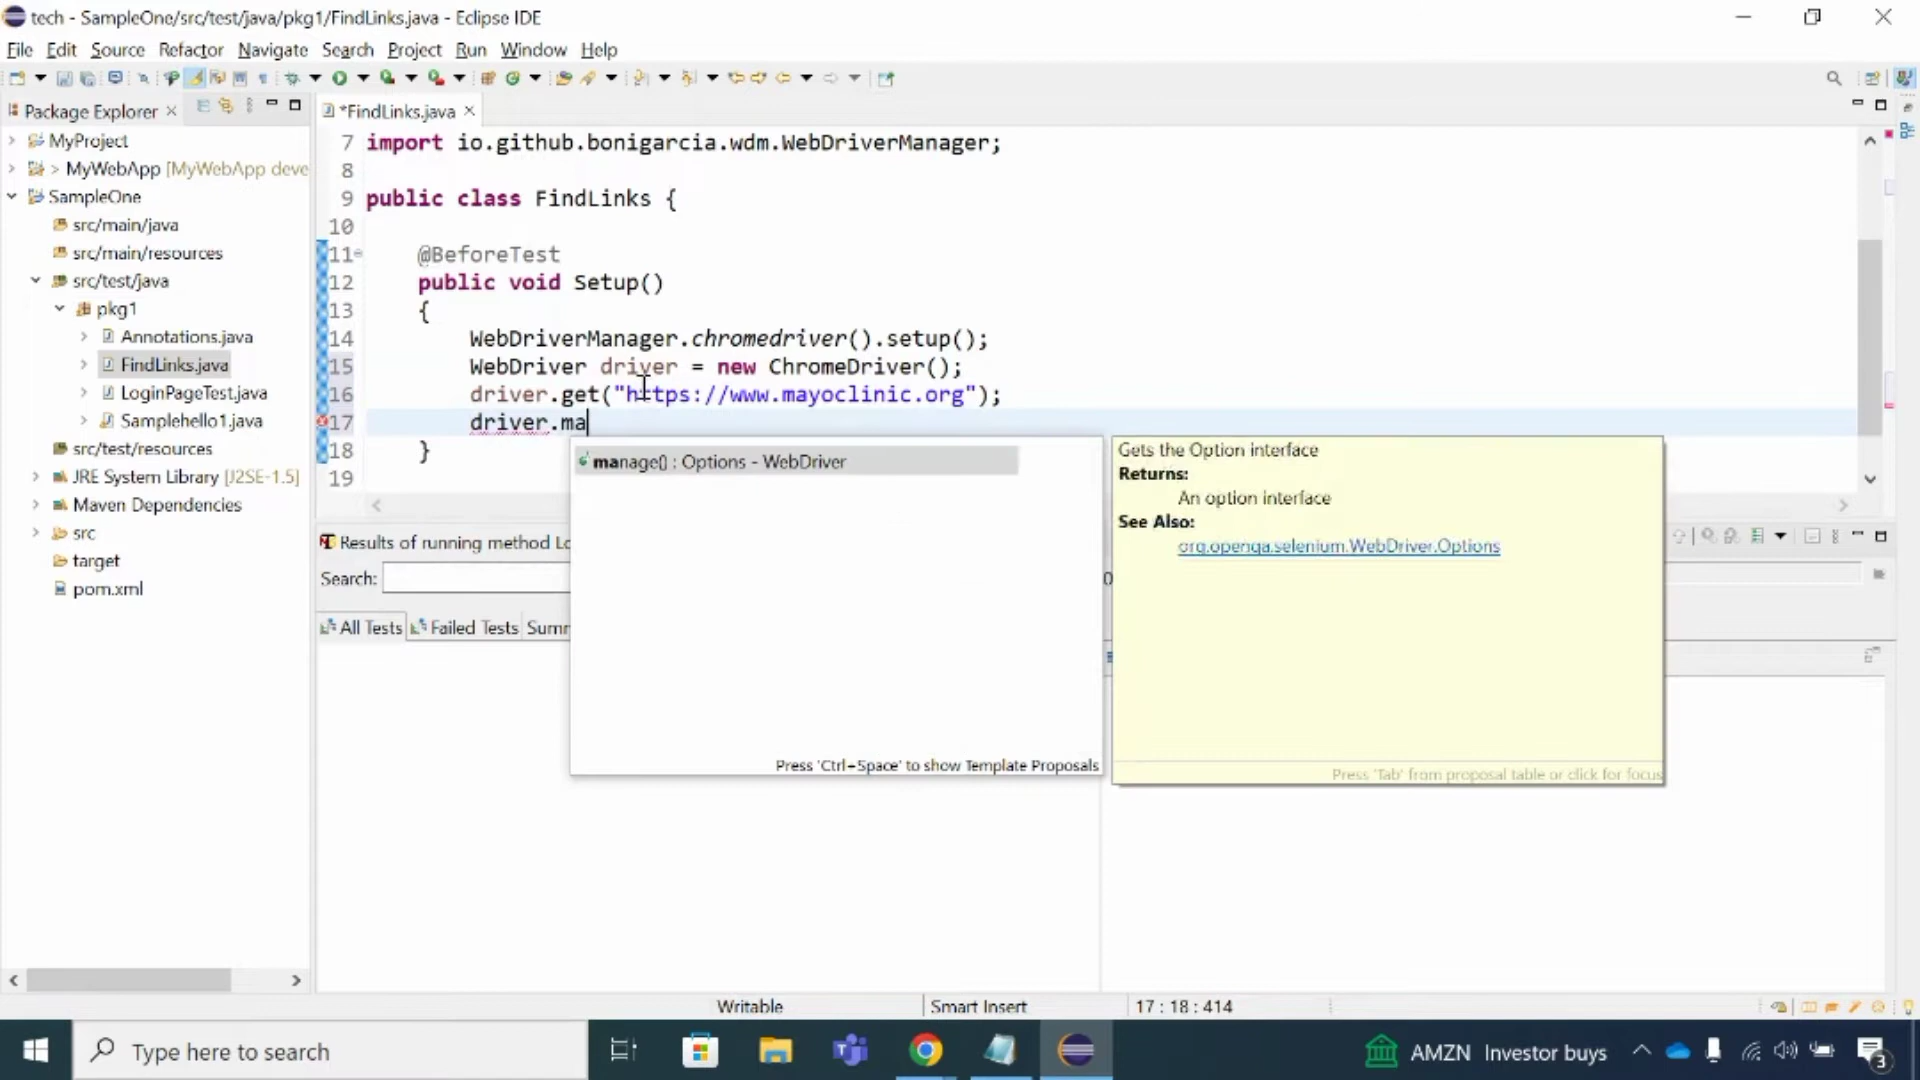 tech - SampleOne/src/test/java/pkg1/FindLinks.java - Eclipse IDE
File Edit Source Refactor Navigate Search Project Run Window Help
Package Explorer
*FindLinks.java
MyProject
> MyWebApp [MyWebApp deve
SampleOne
src/main/java
src/main/resources
src/test/java
pkg1
Annotations.java
FindLinks.java
LoginPageTest.java
Samplehello1.java
src/test/resources
JRE System Library [J2SE-1.5]
Maven Dependencies
src
target
pom.xml
7 import io.github.bonigarcia.wdm.WebDriverManager;
8
9 public class FindLinks {
10
11 @BeforeTest
12 public void Setup()
13 {
14 WebDriverManager.chromedriver().setup();
15 WebDriver driver = new ChromeDriver();
16 driver.get("https://www.mayoclinic.org");
17 driver.ma
18 }
19
manage() : Options - WebDriver
Press 'Ctrl+Space' to show Template Proposals
Gets the Option interface
Returns:
An option interface
See Also:
org.openqa.selenium.WebDriver.Options
Press 'Tab' from proposal table or click for focus
Results of running method Lo
Search:
All Tests Failed Tests Summ
Writable Smart Insert 17 : 18 : 414
Type here to search
AMZN Investor buys
3